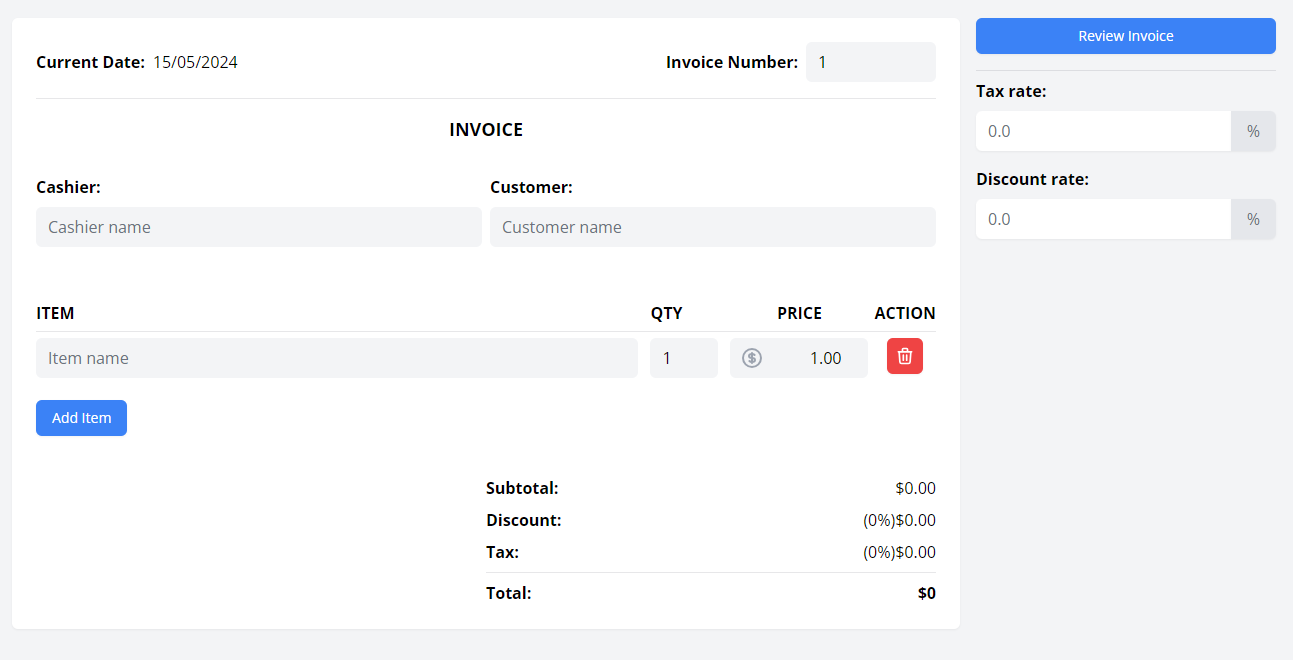 Current Date: 15/05/2024
Invoice Number: 1
Review Invoice
INVOICE
Tax rate:
0.0 %
Discount rate:
0.0 %
Cashier: Customer:
Cashier name Customer name
ITEM QTY PRICE ACTION
Item name 1 $ 1.00
Add Item
Subtotal: $0.00
Discount: (0%)$0.00
Tax: (0%)$0.00
Total: $0